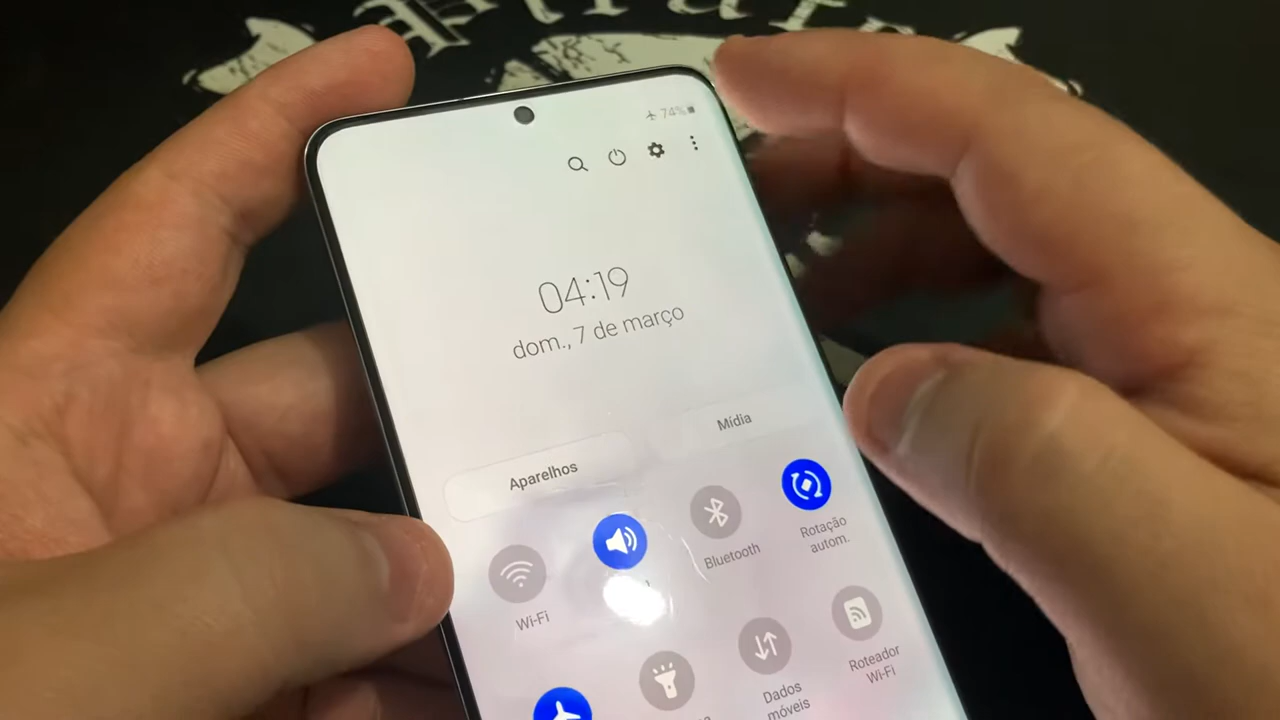 74%
04:19
dom., 7 de março
Aparelhos
Mídia
Wi-Fi
Bluetooth
Rotação
autom.
Dados
móveis
Roteador
Wi-Fi